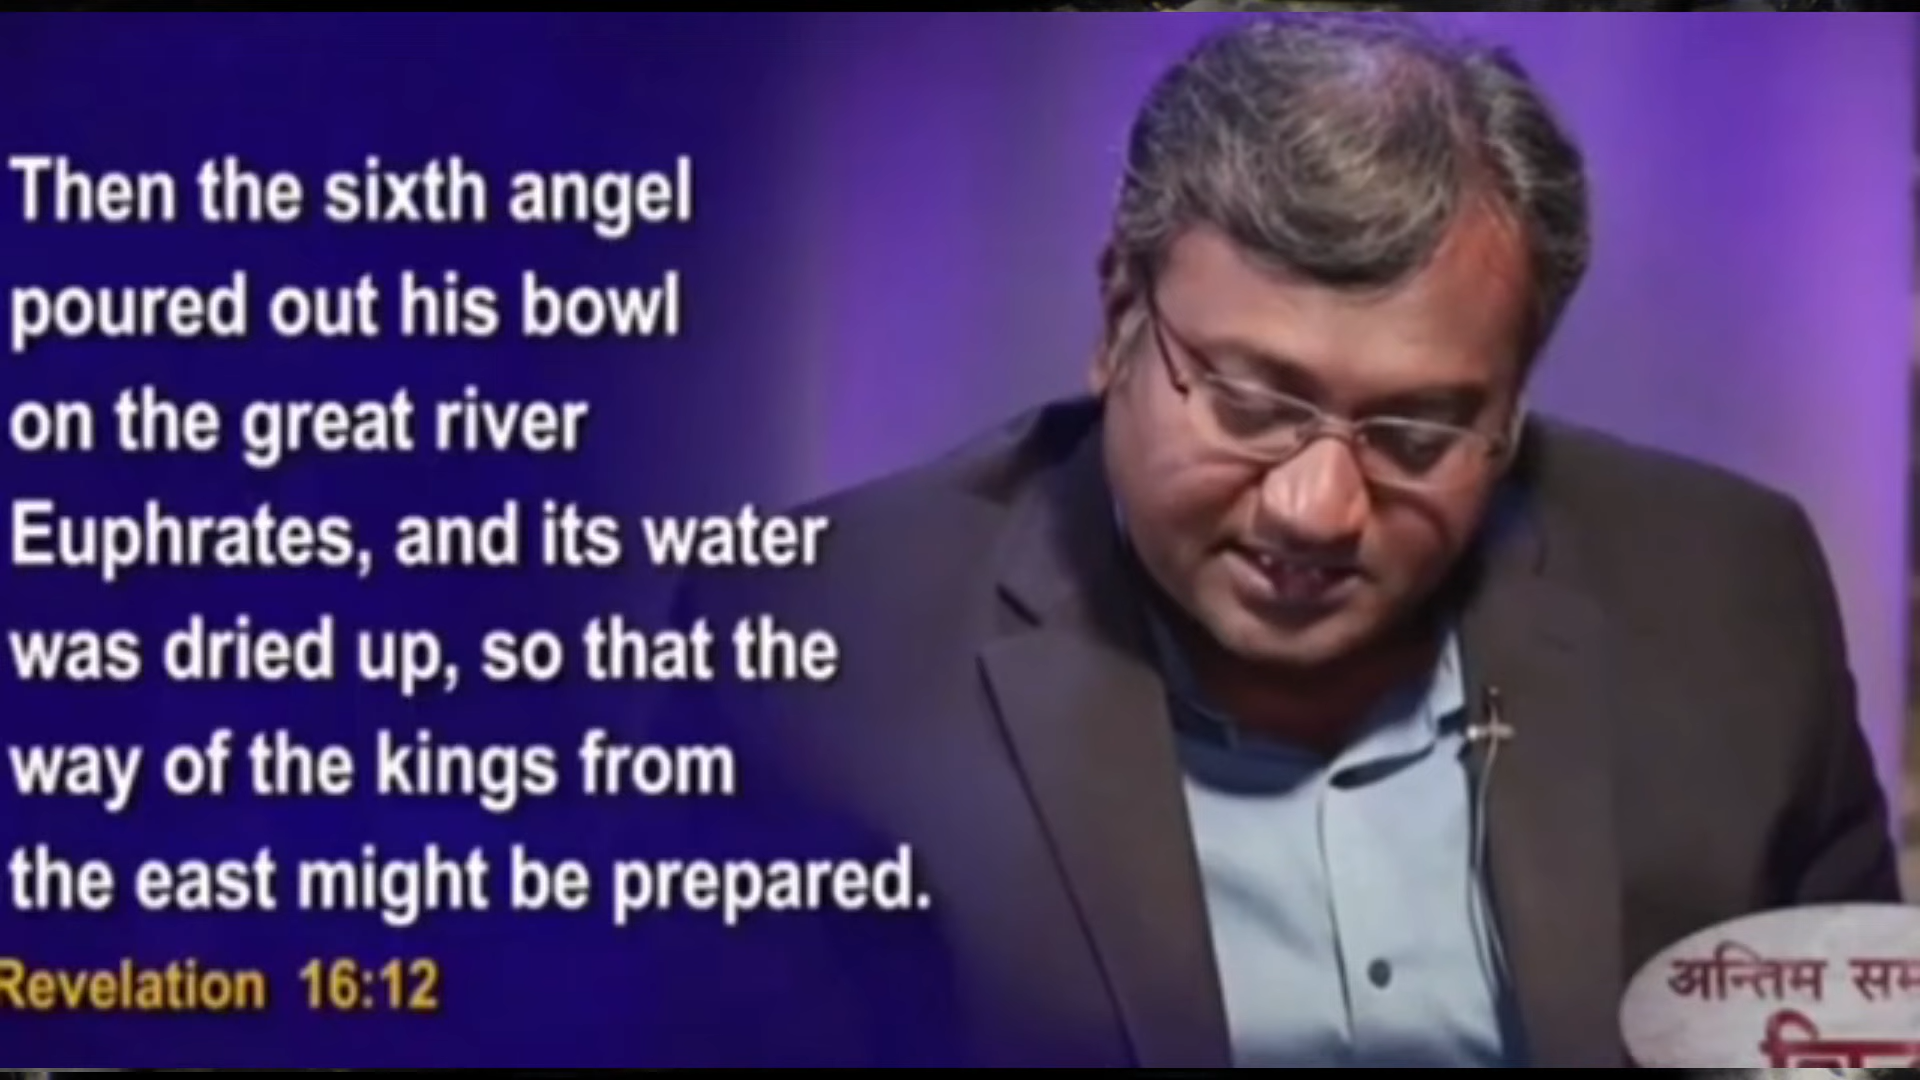 Then the sixth angel
poured out his bowl
on the great river
Euphrates, and its water
was dried up, so that the
way of the kings from
the east might be prepared.
Revelation 16:12
अन्तिम